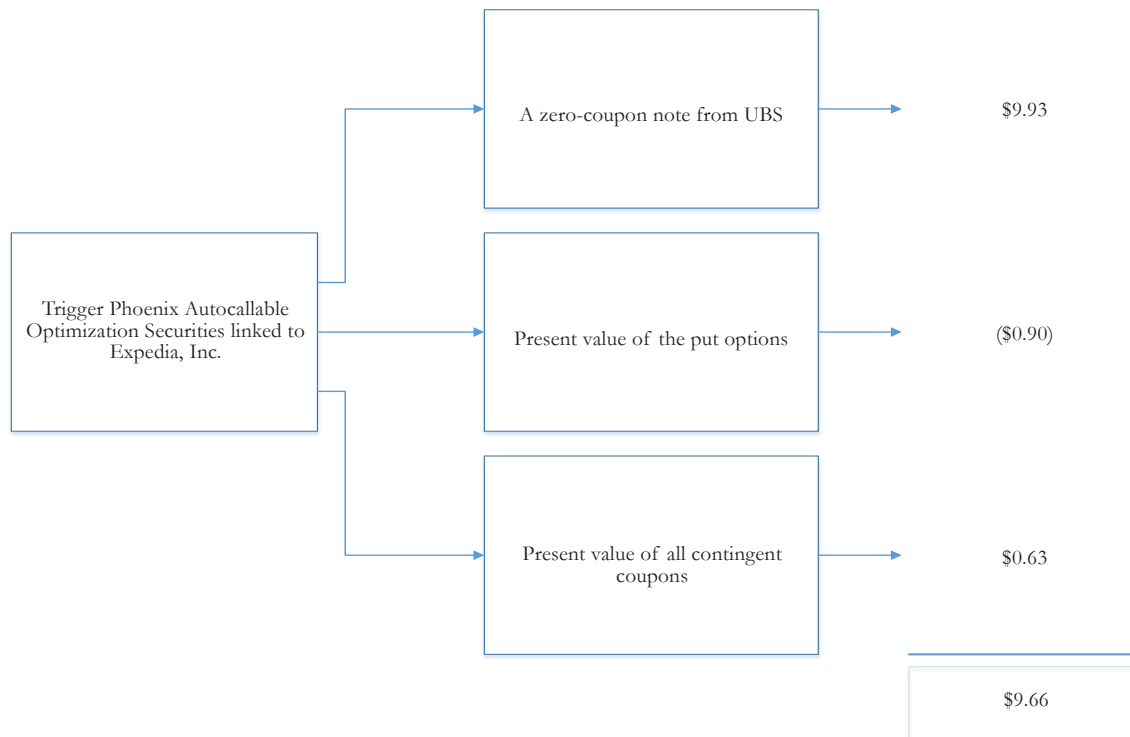 A zero-coupon note from UBS
$9.93
Trigger Phoenix Autocallable
Optimization Securities linked to
Expedia, Inc.
Present value of the put options
($0.90)
Present value of all contingent
coupons
$0.63
$9.66